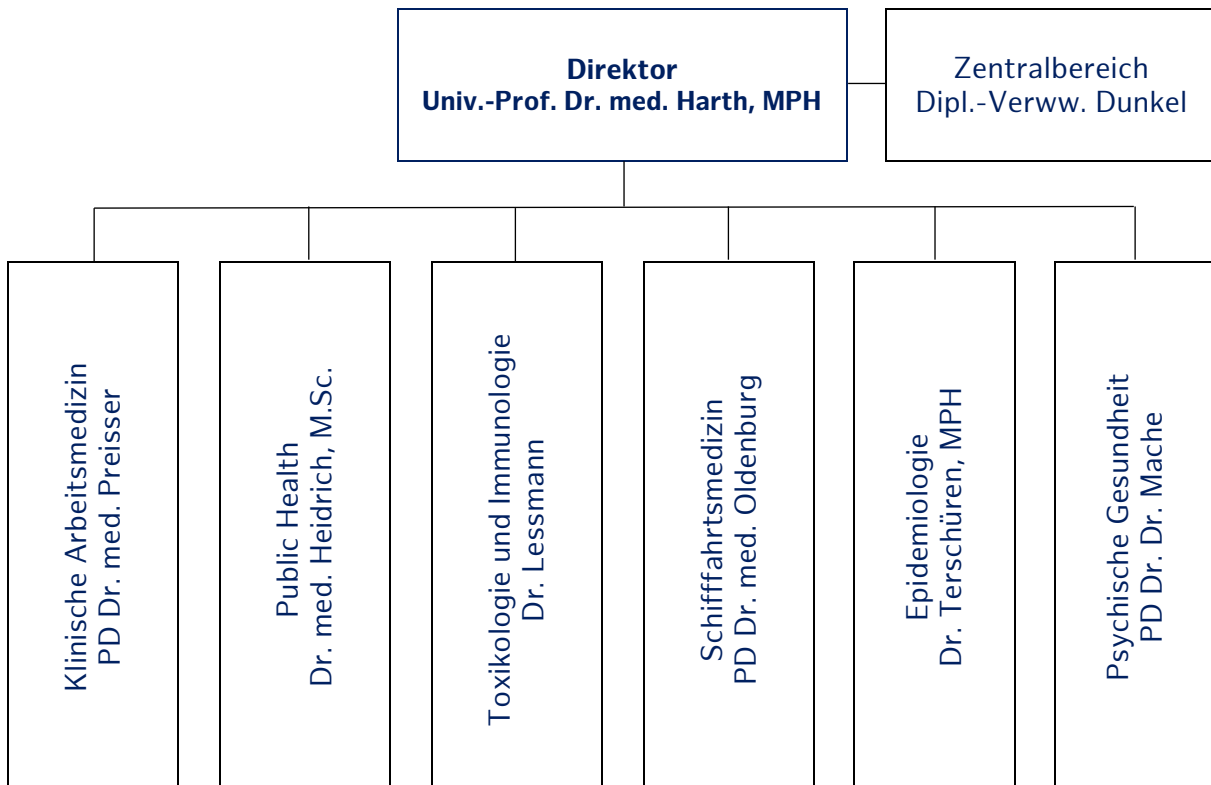 Direktor
Univ.-Prof. Dr. med. Harth, MPH
Zentralbereich
Dipl.-Verww. Dunkel
Klinische Arbeitsmedizin
PD Dr. med. Preisser
Public Health
Dr. med. Heidrich, M.Sc.
Toxikologie und Immunologie
Dr. Lessmann
Schifffahrtsmedizin
PD Dr. med. Oldenburg
Epidemiologie
Dr. Terschüren, MPH
Psychische Gesundheit
PD Dr. Dr. Mache